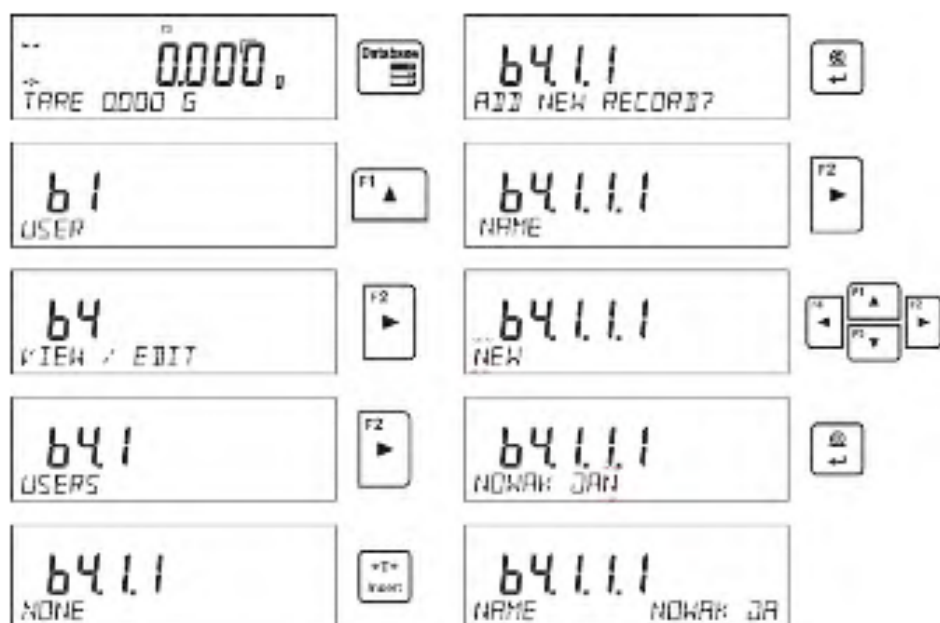 0.000 g
TARE 0.000 G
Database
b1
USER
F1
b4
VIEW / EDIT
F2
b4.1
USERS
F2
b4.1.1
NONE
Insert
b4.1.1
ADD NEW RECORD?
b4.1.1.1
NAME
F2
b4.1.1.1
NEW
F1
F2
F3
b4.1.1.1
NOWAK JAN
b4.1.1.1
NAME NOWAK JA